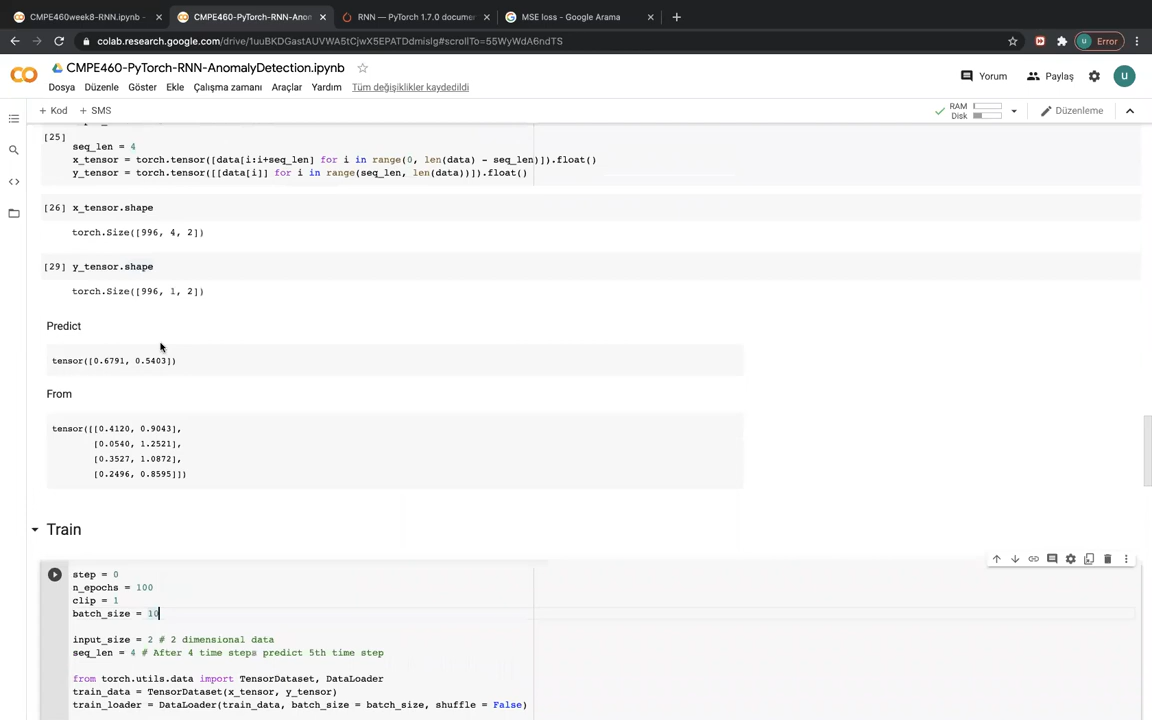 CMPE460week8-RNN.ipynb -
CMPE460-PyTorch-RNN-Anom
RNN — PyTorch 1.7.0 documen
MSE loss - Google Arama
colab.research.google.com/drive/1uuBKDGastAUVWA5tCjwX5EPATDdmislg#scrollTo=55WyWdA6ndTS
Error
CMPE460-PyTorch-RNN-AnomalyDetection.ipynb
Yorum
Paylaş
u
Dosya Düzenle Göster Ekle Çalışma zamanı Araçlar Yardım Tüm değişiklikler kaydedildi
+ Kod + SMS
RAM
Disk
Düzenleme
[25]
seq_len = 4
x_tensor = torch.tensor([data[i:i+seq_len] for i in range(0, len(data) - seq_len)]).float()
y_tensor = torch.tensor([[data[i]] for i in range(seq_len, len(data))]).float()
[26] x_tensor.shape
torch.Size([996, 4, 2])
[29] y_tensor.shape
torch.Size([996, 1, 2])
Predict
tensor([0.6791, 0.5403])
From
tensor([[0.4120, 0.9043],
[0.0540, 1.2521],
[0.3527, 1.0872],
[0.2496, 0.8595]])
Train
step = 0
n_epochs = 100
clip = 1
batch_size = 10
input_size = 2 # 2 dimensional data
seq_len = 4 # After 4 time steps predict 5th time step
from torch.utils.data import TensorDataset, DataLoader
train_data = TensorDataset(x_tensor, y_tensor)
train_loader = DataLoader(train_data, batch_size = batch_size, shuffle = False)